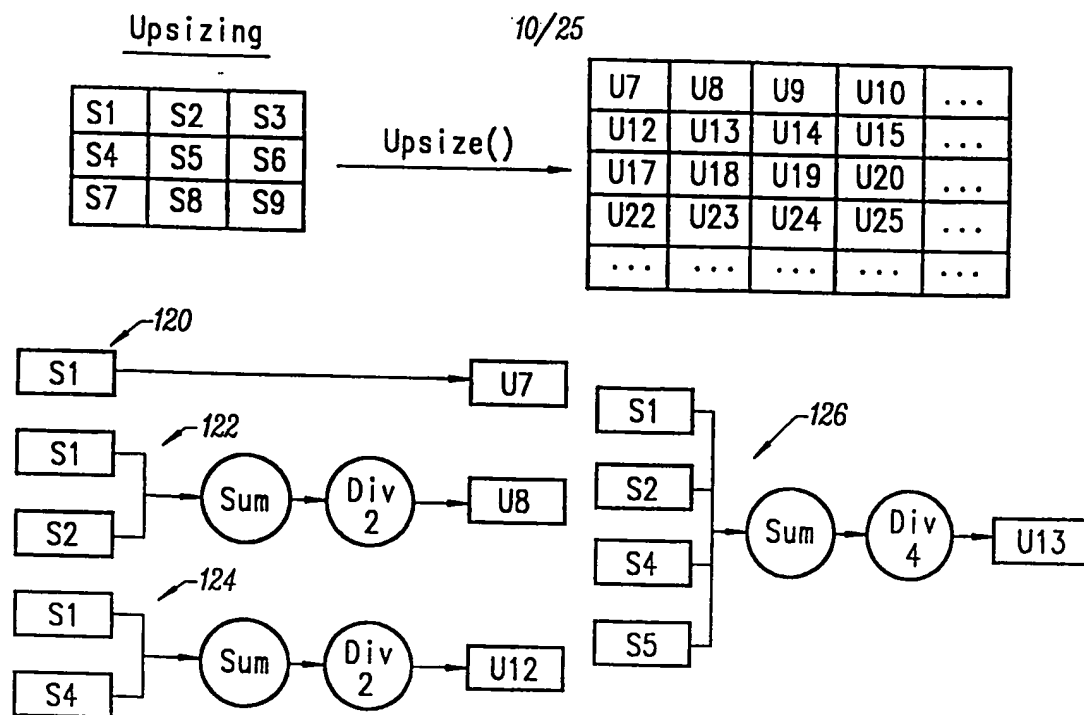 Upsizing
10/25
S1 S2 S3
S4 S5 S6
S7 S8 S9
Upsize()
U7 U8 U9 U10 ...
U12 U13 U14 U15 ...
U17 U18 U19 U20 ...
U22 U23 U24 U25 ...
... ... ... ... ...
120
S1 U7
122
S1
S2
Sum
Div
2
U8
124
S1
S4
Sum
Div
2
U12
126
S1
S2
S4
S5
Sum
Div
4
U13